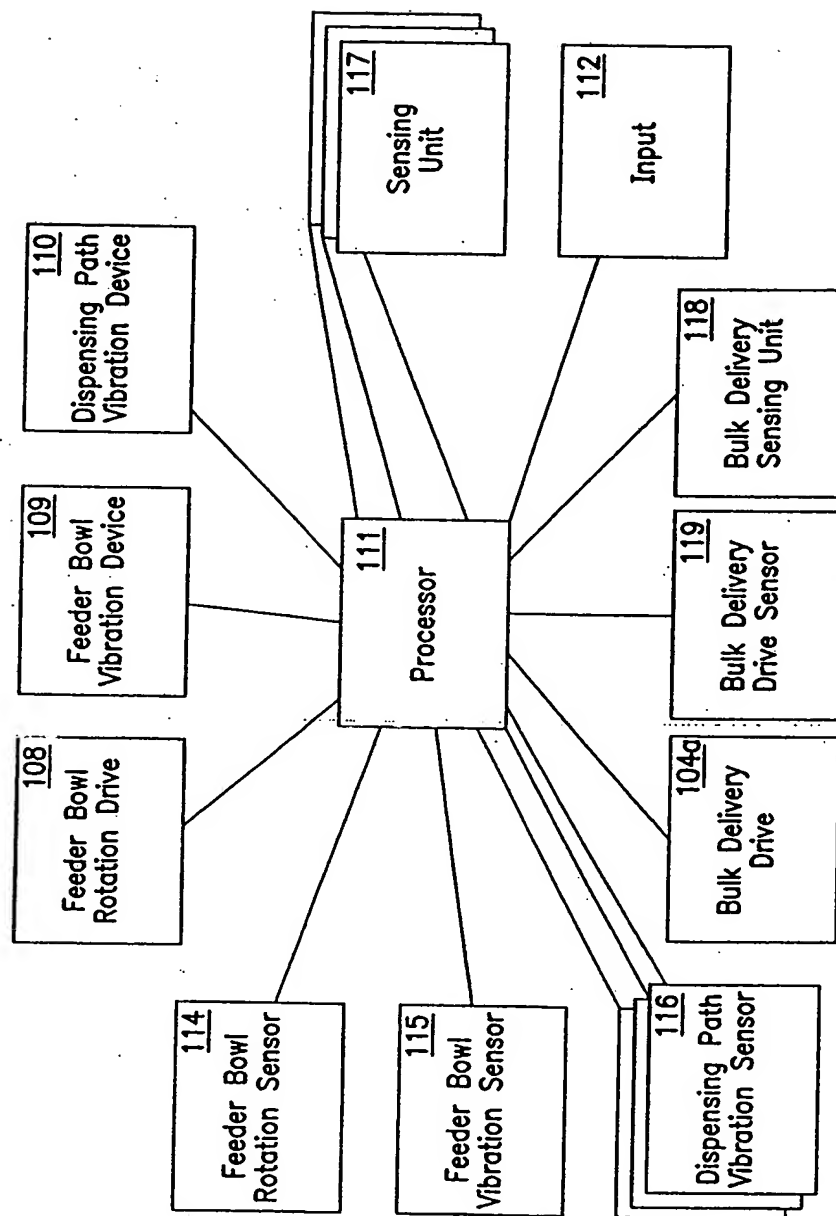 108
Feeder Bowl
Rotation Drive
109
Feeder Bowl
Vibration Device
110
Dispensing Path
Vibration Device
114
Feeder Bowl
Rotation Sensor
111
Processor
117
Sensing
Unit
115
Feeder Bowl
Vibration Sensor
112
Input
116
Dispensing Path
Vibration Sensor
104a
Bulk Delivery
Drive
119
Bulk Delivery
Drive Sensor
118
Bulk Delivery
Sensing Unit